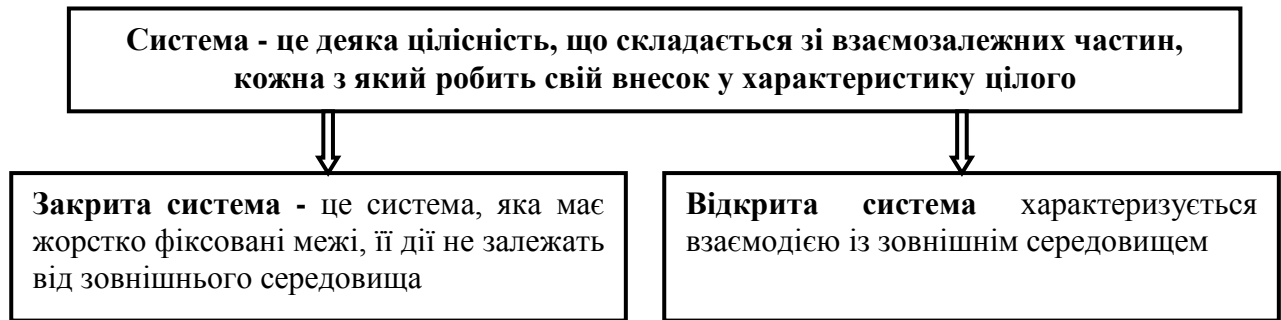 Система - це деяка цілісність, що складається зі взаємозалежних частин,
кожна з який робить свій внесок у характеристику цілого
Закрита система - це система, яка має
жорстко фіксовані межі, її дії не залежать
від зовнішнього середовища
Відкрита система характеризується
взаємодією із зовнішнім середовищем